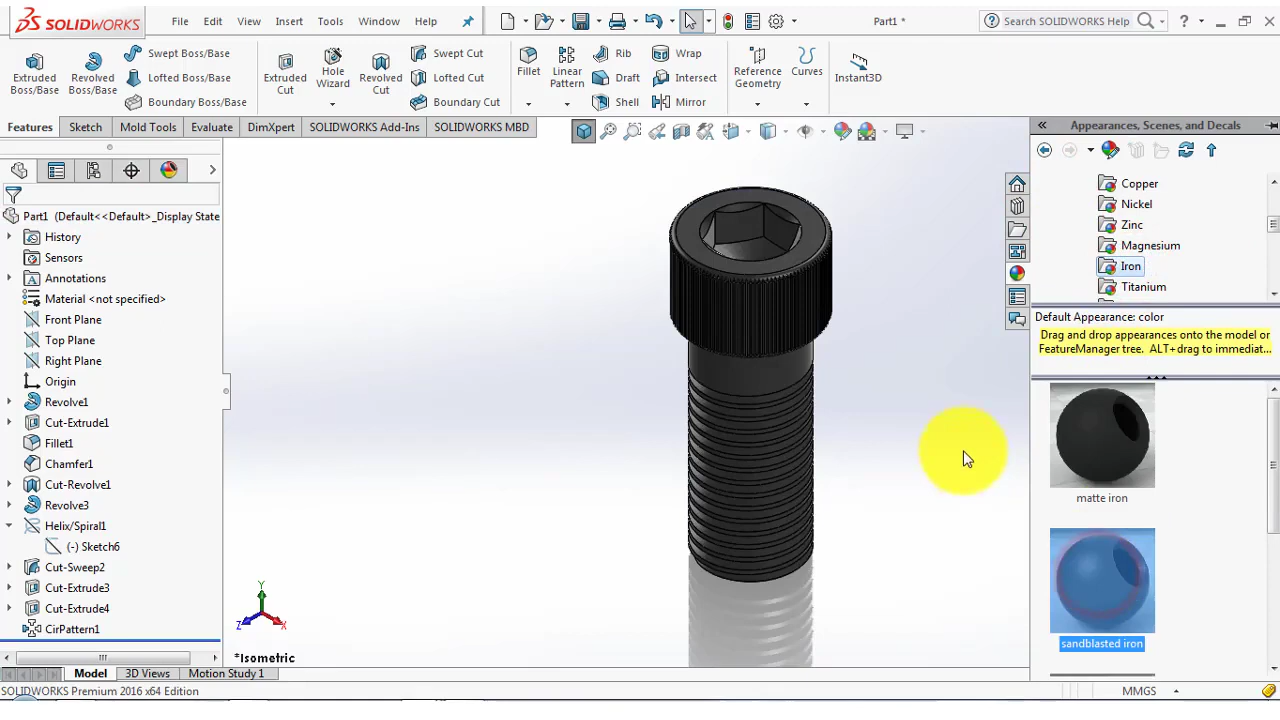 SOLIDWORKS File Edit View Insert Tools Window Help Part1 * Search SOLIDWORKS Help ?
Extruded Boss/Base
Revolved Boss/Base
Swept Boss/Base
Lofted Boss/Base
Boundary Boss/Base
Extruded Cut
Hole Wizard
Revolved Cut
Swept Cut
Lofted Cut
Boundary Cut
Fillet
Linear Pattern
Rib
Draft
Shell
Wrap
Intersect
Mirror
Reference Geometry
Curves
Instant3D
Features Sketch Mold Tools Evaluate DimXpert SOLIDWORKS Add-Ins SOLIDWORKS MBD
Part1 (Default<<Default>_Display State
History
Sensors
Annotations
Material <not specified>
Front Plane
Top Plane
Right Plane
Origin
Revolve1
Cut-Extrude1
Fillet1
Chamfer1
Cut-Revolve1
Revolve3
Helix/Spiral1
(-) Sketch6
Cut-Sweep2
Cut-Extrude3
Cut-Extrude4
CirPattern1
Y
Z
X
*Isometric
Appearances, Scenes, and Decals
Copper
Nickel
Zinc
Magnesium
Iron
Titanium
Default Appearance: color
Drag and drop appearances onto the model or
FeatureManager tree. ALT+drag to immediat...
matte iron
sandblasted iron
Model 3D Views Motion Study 1
SOLIDWORKS Premium 2016 x64 Edition
MMGS